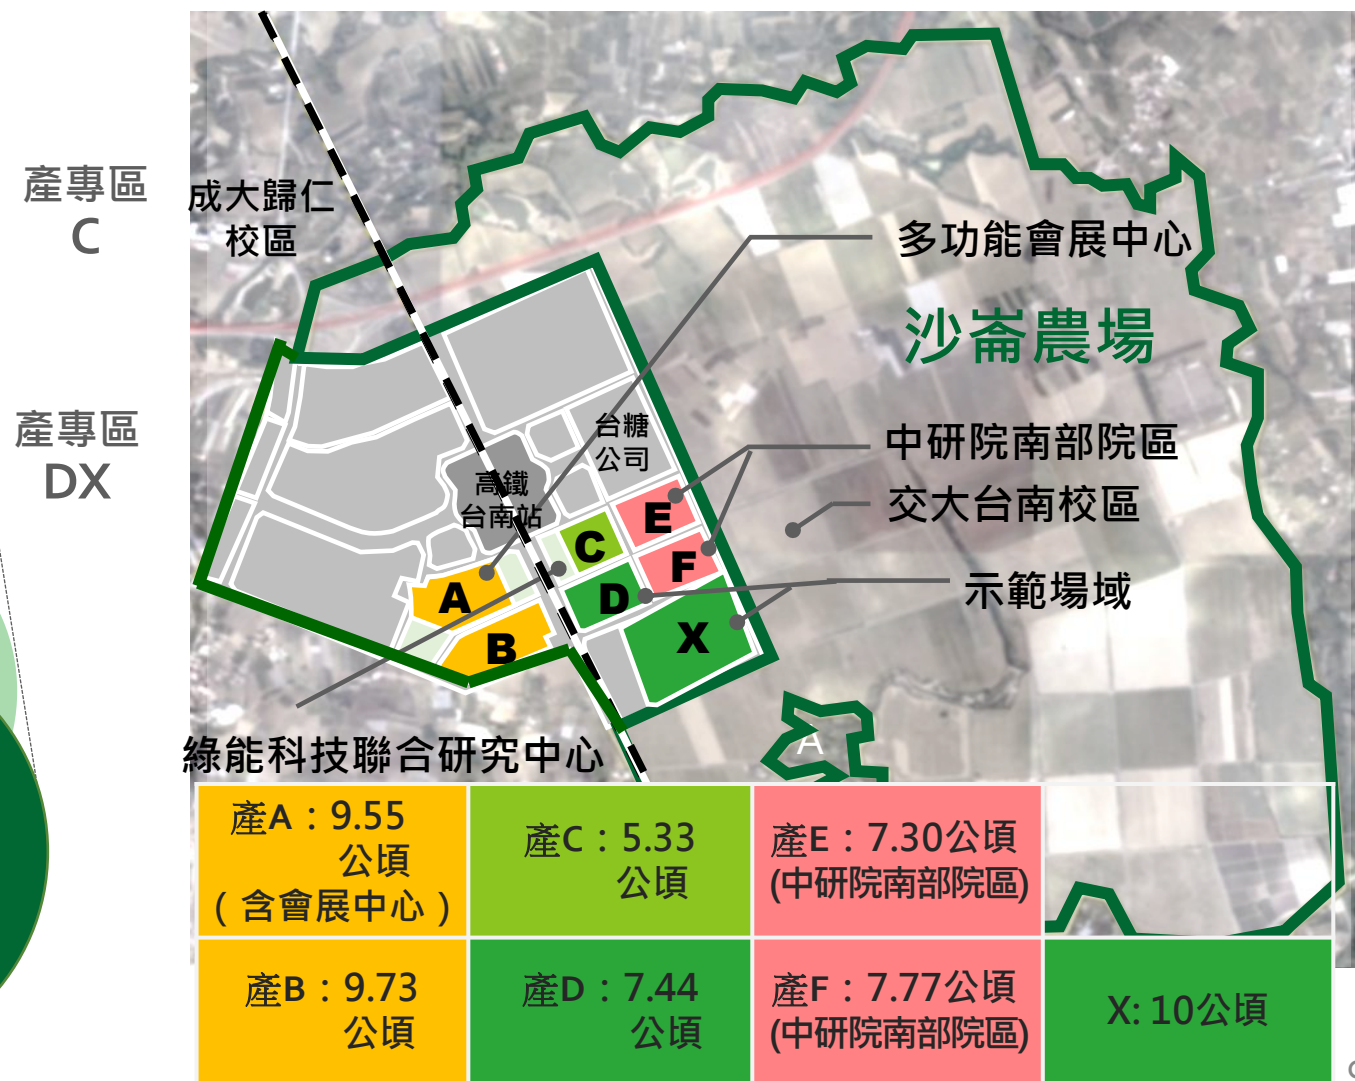 產專區
C
成大歸仁
校區
多功能會展中心
沙崙農場
產專區
DX
台糖
公司
中研院南部院區
高鐵
台南站
交大台南校區
E
C
F
示範場域
A
D
B
X
綠能科技聯合研究中心
A
產A：9.55
公頃
（含會展中心）
產C：5.33
公頃
產E：7.30公頃
(中研院南部院區)
產B：9.73
公頃
產D：7.44
公頃
產F：7.77公頃
(中研院南部院區)
X: 10公頃